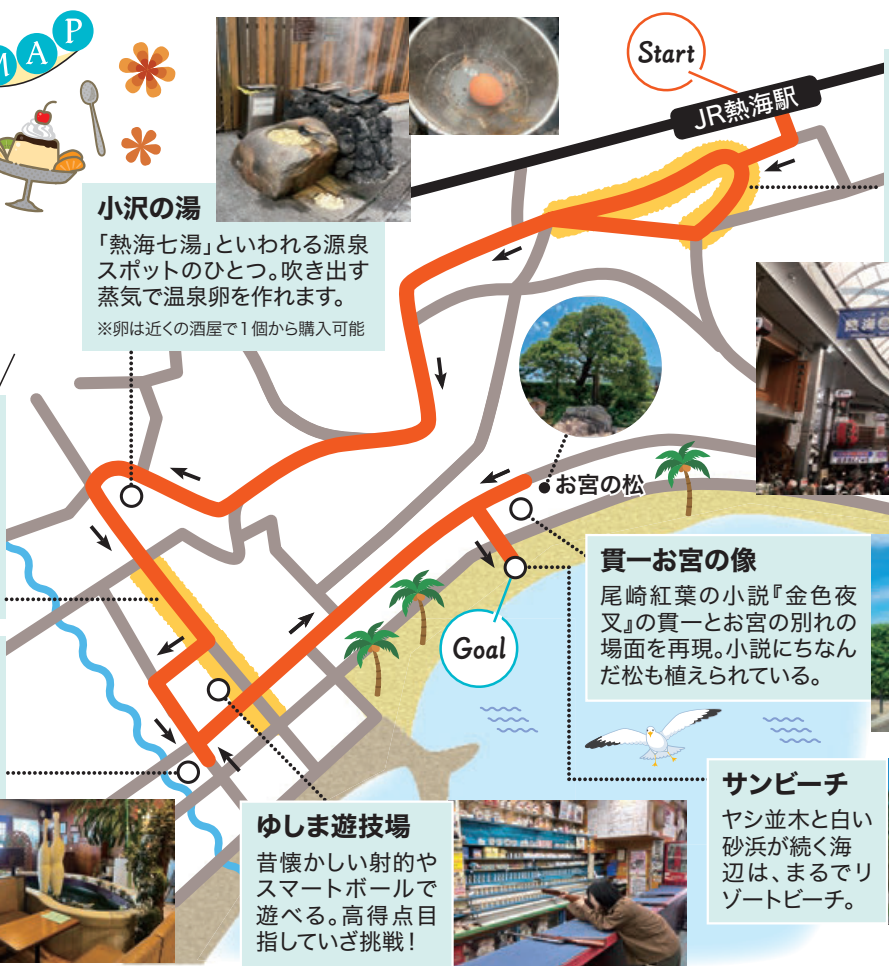 MAP
Start
JR熱海駅
小沢の湯
「熱海七湯」といわれる源泉
スポットのひとつ。吹き出す
蒸気で温泉卵を作れます。
※卵は近くの酒屋で1個から購入可能
お宮の松
貫一お宮の像
尾崎紅葉の小説『金色夜
叉』の貫一とお宮の別れの
場面を再現。小説にちなん
だ松も植えられている。
Goal
サンビーチ
ヤシ並木と白い
砂浜が続く海
辺は、まるでリ
ゾートビーチ。
ゆしま遊技場
昔懐かしい射的や
スマートボールで
遊べる。高得点目
指していざ挑戦!